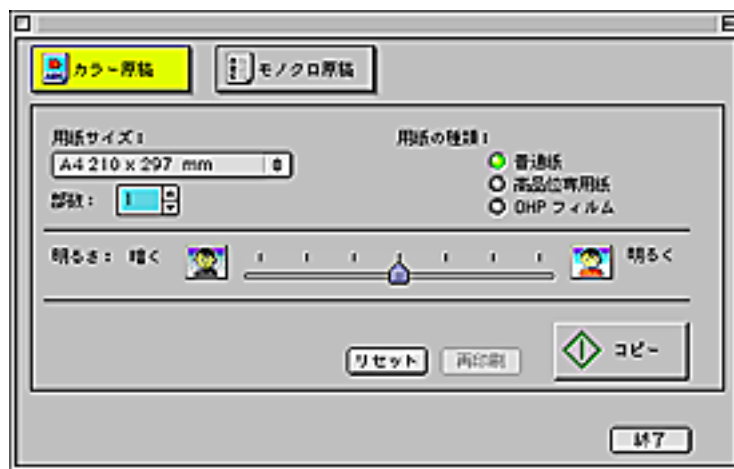 カラー原稿
モノクロ原稿
用紙サイズ:
A4 210 x 297 mm
部数: 1
用紙の種類:
普通紙
高品位専用紙
OHP フィルム
明るさ: 暗く
明るく
リセット
再印刷
コピー
終了